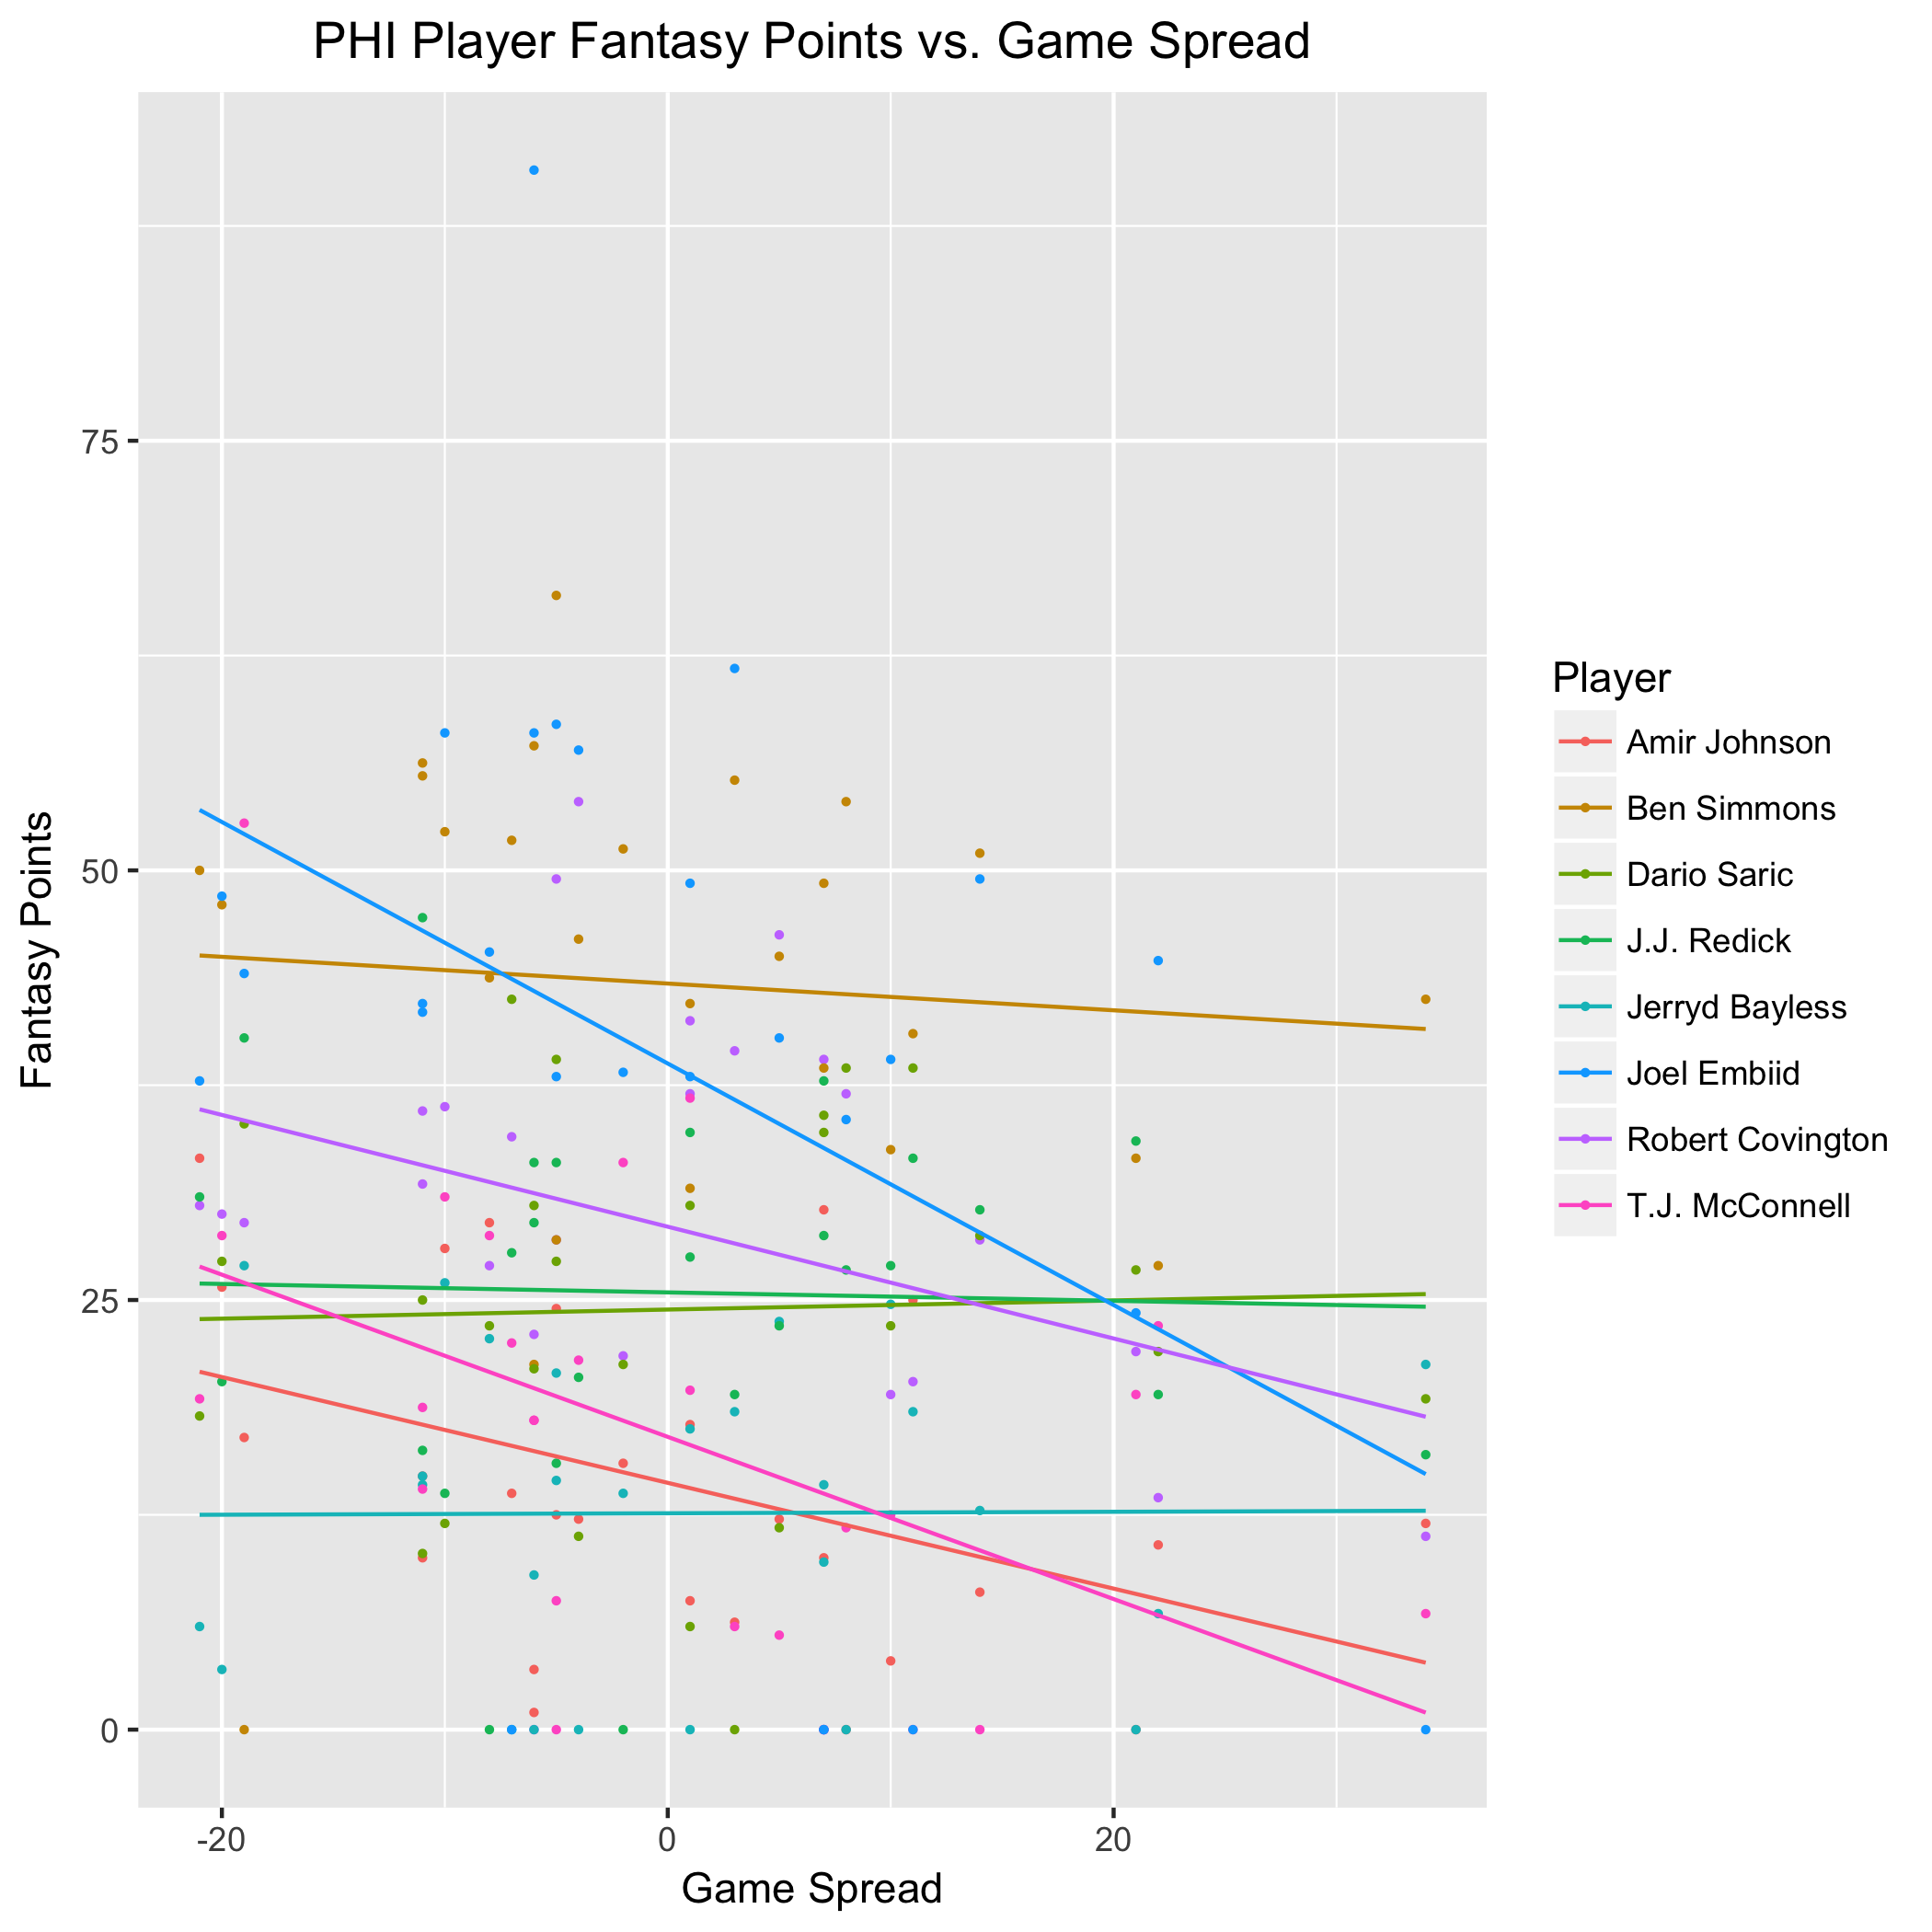 PHI Player Fantasy Points vs. Game Spread
75
50
25
0
-20
0
20
Game Spread
Fantasy Points
Player
Amir Johnson
Ben Simmons
Dario Saric
J.J. Redick
Jerryd Bayless
Joel Embiid
Robert Covington
T.J. McConnell